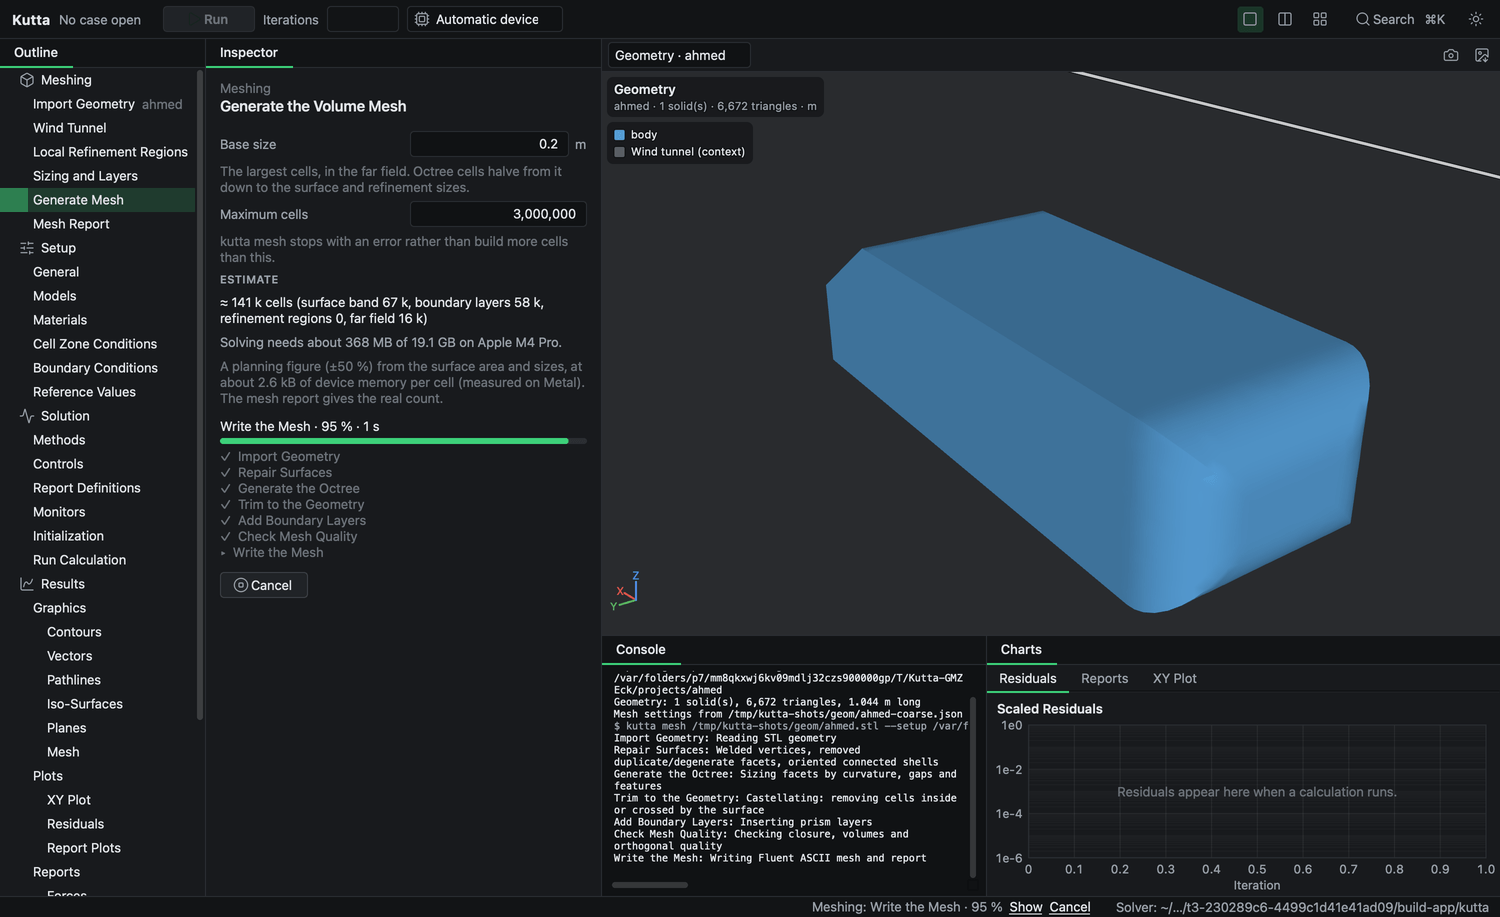 Kutta No case open Run Iterations Automatic device Search ⌘K
Outline
Meshing
Import Geometry ahmed
Wind Tunnel
Local Refinement Regions
Sizing and Layers
Generate Mesh
Mesh Report
Setup
General
Models
Materials
Cell Zone Conditions
Boundary Conditions
Reference Values
Solution
Methods
Controls
Report Definitions
Monitors
Initialization
Run Calculation
Results
Graphics
Contours
Vectors
Pathlines
Iso-Surfaces
Planes
Mesh
Plots
XY Plot
Residuals
Report Plots
Reports
Forces
Inspector
Meshing
Generate the Volume Mesh
Base size 0.2 m
The largest cells, in the far field. Octree cells halve from it
down to the surface and refinement sizes.
Maximum cells 3,000,000
kutta mesh stops with an error rather than build more cells
than this.
ESTIMATE
≈ 141 k cells (surface band 67 k, boundary layers 58 k,
refinement regions 0, far field 16 k)
Solving needs about 368 MB of 19.1 GB on Apple M4 Pro.
A planning figure (±50 %) from the surface area and sizes, at
about 2.6 kB of device memory per cell (measured on Metal).
The mesh report gives the real count.
Write the Mesh · 95 % · 1 s
✓ Import Geometry
✓ Repair Surfaces
✓ Generate the Octree
✓ Trim to the Geometry
✓ Add Boundary Layers
✓ Check Mesh Quality
▸ Write the Mesh
Cancel
Geometry · ahmed
Geometry
ahmed · 1 solid(s) · 6,672 triangles · m
body
Wind tunnel (context)
Z
X
Y
Console
/var/folders/p7/mm8qkxwj6kv09mdlj32czs900000gp/T/Kutta-GMZ
Eck/projects/ahmed
Geometry: 1 solid(s), 6,672 triangles, 1.044 m long
Mesh settings from /tmp/kutta-shots/geom/ahmed-coarse.json
$ kutta mesh /tmp/kutta-shots/geom/ahmed.stl --setup /var/f
Import Geometry: Reading STL geometry
Repair Surfaces: Welded vertices, removed
duplicate/degenerate facets, oriented connected shells
Generate the Octree: Sizing facets by curvature, gaps and
features
Trim to the Geometry: Castellating: removing cells inside
or crossed by the surface
Add Boundary Layers: Inserting prism layers
Check Mesh Quality: Checking closure, volumes and
orthogonal quality
Write the Mesh: Writing Fluent ASCII mesh and report
Charts
Residuals Reports XY Plot
Scaled Residuals
1e0
1e-2
1e-4
1e-6
Residuals appear here when a calculation runs.
0 0.1 0.2 0.3 0.4 0.5 0.6 0.7 0.8 0.9 1.0
Iteration
Meshing: Write the Mesh · 95 % Show Cancel Solver: ~/…/t3-230289c6-4499c1d41e41ad09/build-app/kutta